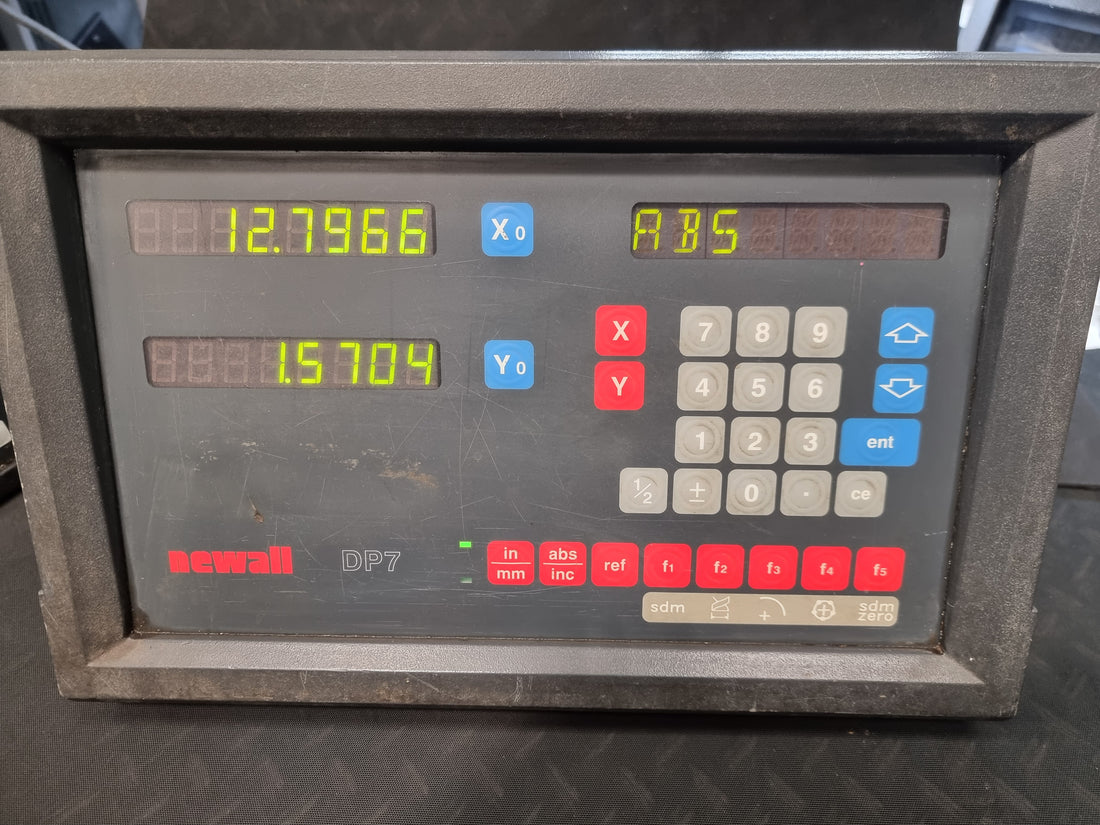 12.7966 X0 ABS
1.5704 Y0
X 7 8 9
Y 4 5 6
1 2 3 ent
1/2 ± 0 . ce
newall DP7
in/mm abs/inc ref f1 f2 f3 f4 f5
sdm sdm zero